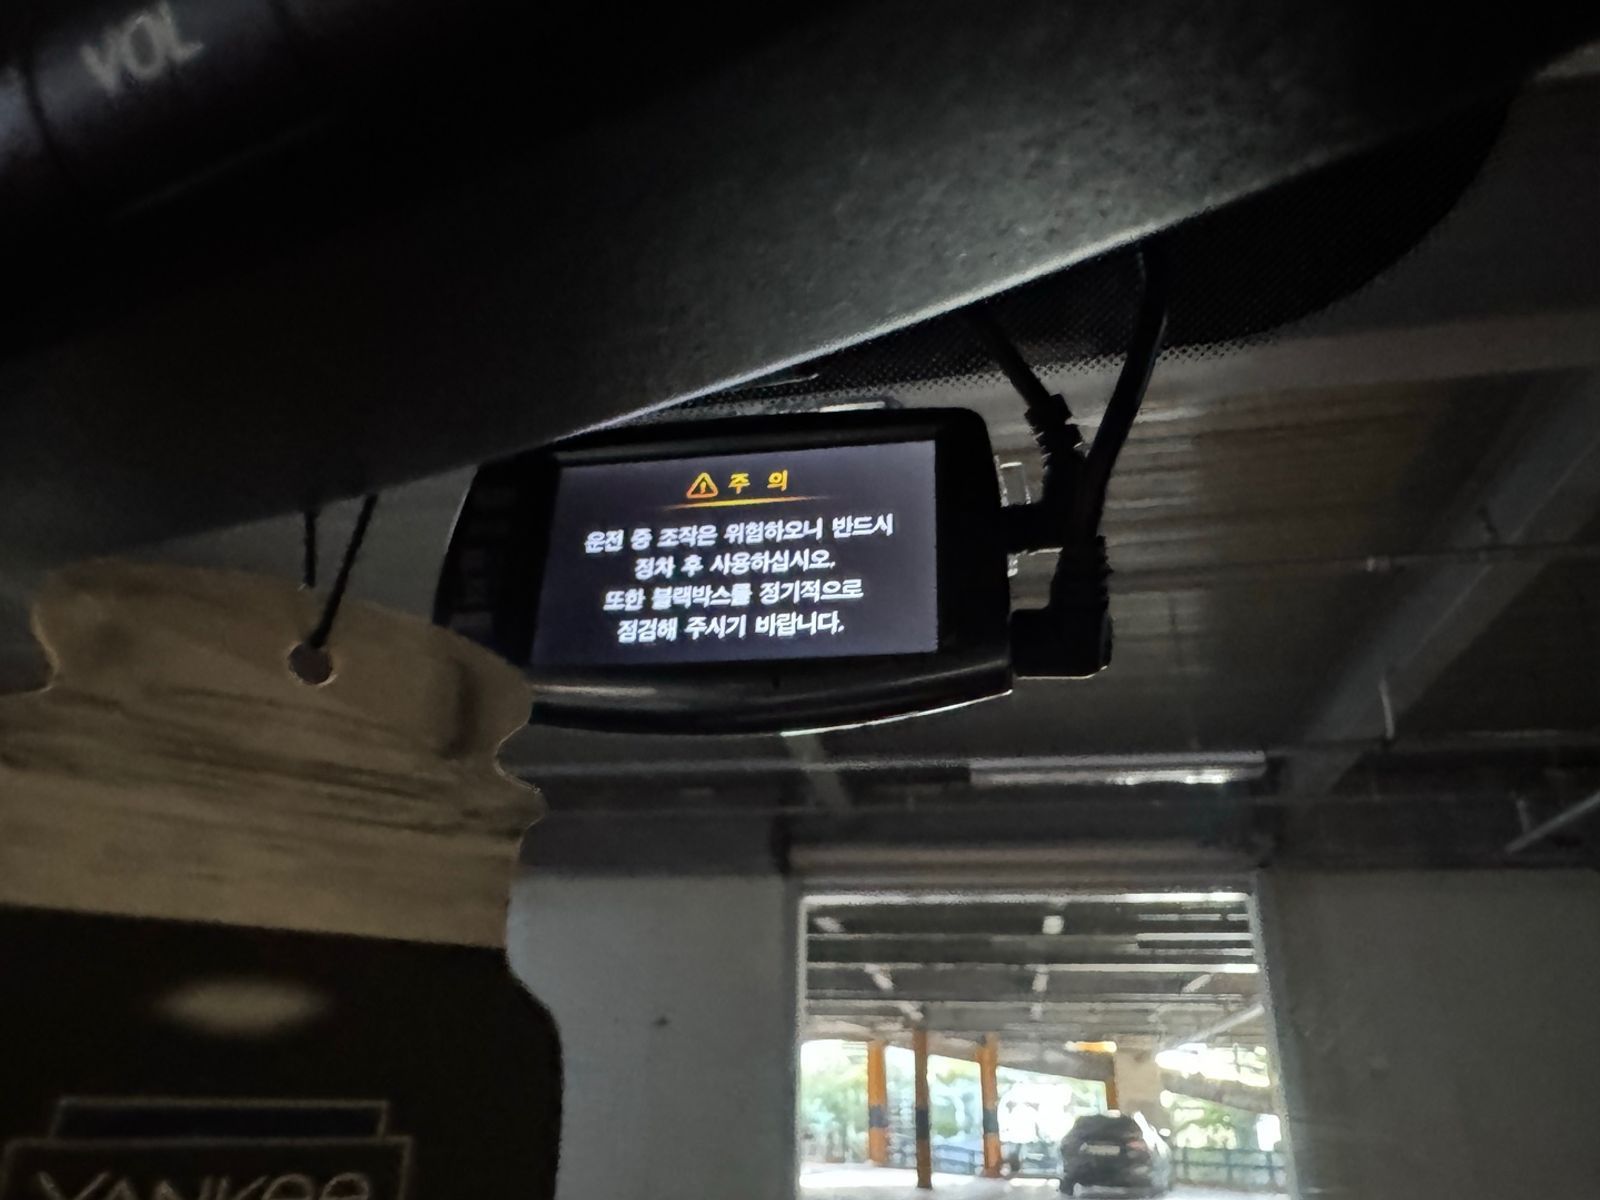 VOL
주 의
운전 중 조작은 위험하오니 반드시
정차 후 사용하십시오.
또한 블랙박스를 정기적으로
점검해 주시기 바랍니다.
YANKee